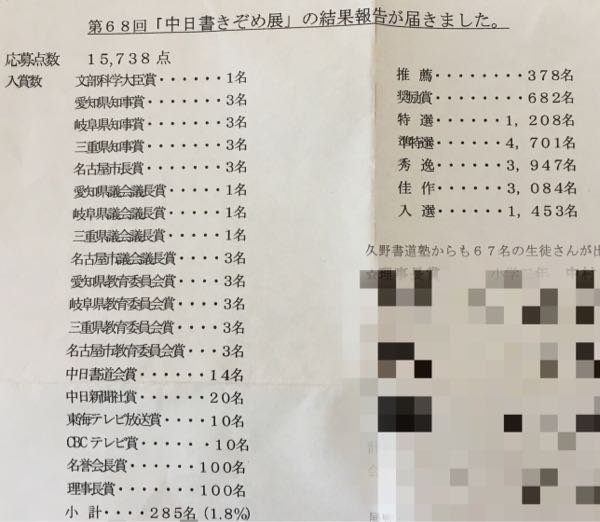 第６８回「中日書きぞめ展」の結果報告が届きました。
応募点数　１５,７３８ 点
入賞数　文部科学大臣賞・・・・・・１名
愛知県知事賞・・・・・・・３名
岐阜県知事賞・・・・・・・３名
三重県知事賞・・・・・・・３名
名古屋市長賞・・・・・・・３名
愛知県議会議長賞・・・・・１名
岐阜県議会議長賞・・・・・１名
三重県議会議長賞・・・・・１名
名古屋市議会議長賞・・・・３名
愛知県教育委員会賞・・・・３名
岐阜県教育委員会賞・・・・３名
三重県教育委員会賞・・・・３名
名古屋市教育委員会賞・・・３名
中日書道会賞・・・・・・１４名
中日新聞社賞・・・・・・２０名
東海テレビ放送賞・・・・１０名
CBC テレビ賞・・・・・・１０名
名誉会長賞・・・・・・１００名
理事長賞・・・・・・・１００名
小 計・・・・２８５名 (1.8%)
推 薦・・・・・・・・３７８名
奨励賞・・・・・・・・６８２名
特 選・・・・・・１, ２０８名
準特選・・・・・・４, ７０１名
秀 逸・・・・・・３, ９４７名
佳 作・・・・・・３, ０８４名
入 選・・・・・・１, ４５３名
久野書道塾からも６７名の生徒さんが出